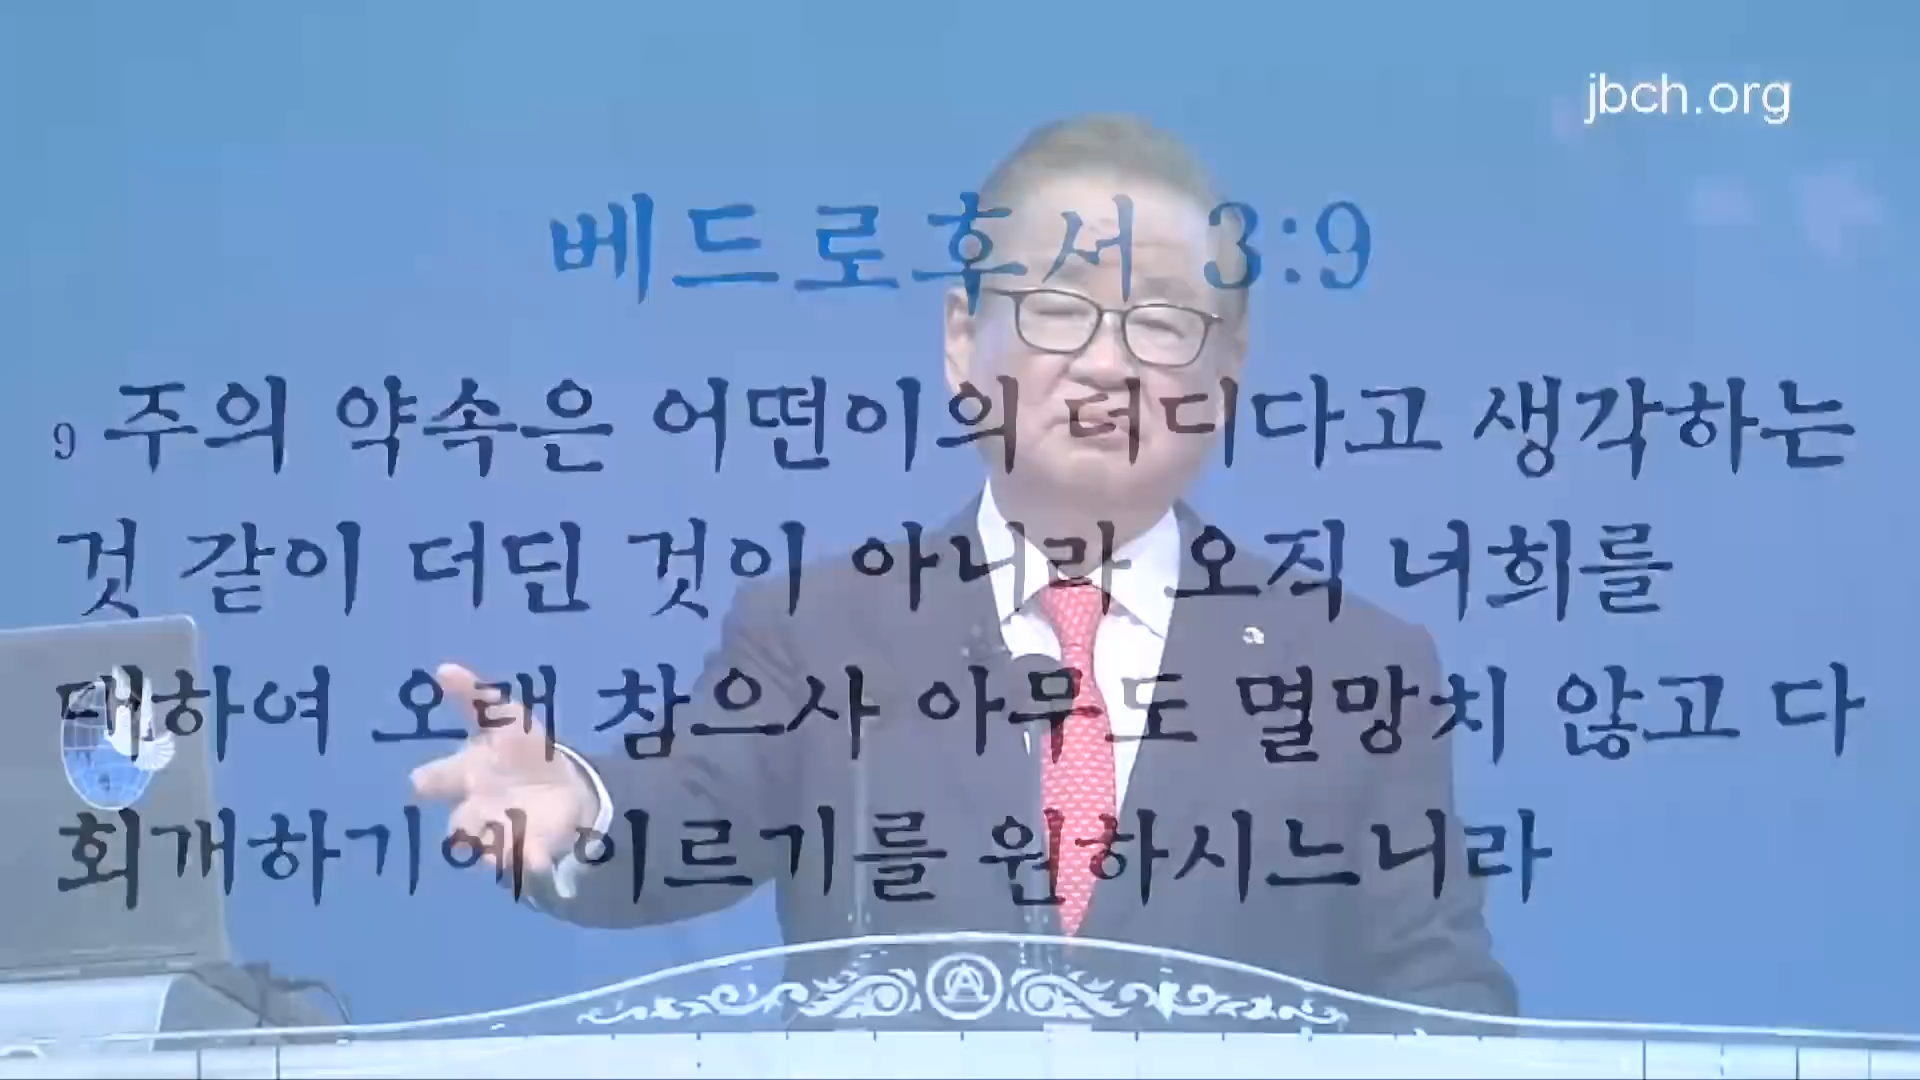 jbch.org
베드로후서 3:9
9 주의 약속은 어떤이의 더디다고 생각하는
것 같이 더딘 것이 아니라 오직 너희를
대하여 오래 참으사 아무도 멸망치 않고 다
회개하기에 이르기를 원하시느니라